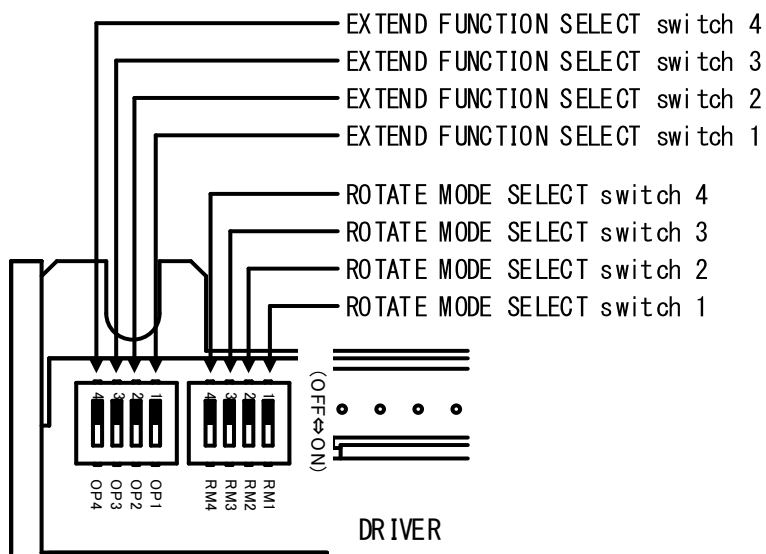 EXTEND FUNCTION SELECT switch 4
EXTEND FUNCTION SELECT switch 3
EXTEND FUNCTION SELECT switch 2
EXTEND FUNCTION SELECT switch 1
ROTATE MODE SELECT switch 4
ROTATE MODE SELECT switch 3
ROTATE MODE SELECT switch 2
ROTATE MODE SELECT switch 1
4 3 2 1
4 3 2 1
(OFF⇔ON)
OP4 OP3 OP2 OP1
RM4 RM3 RM2 RM1
DRIVER